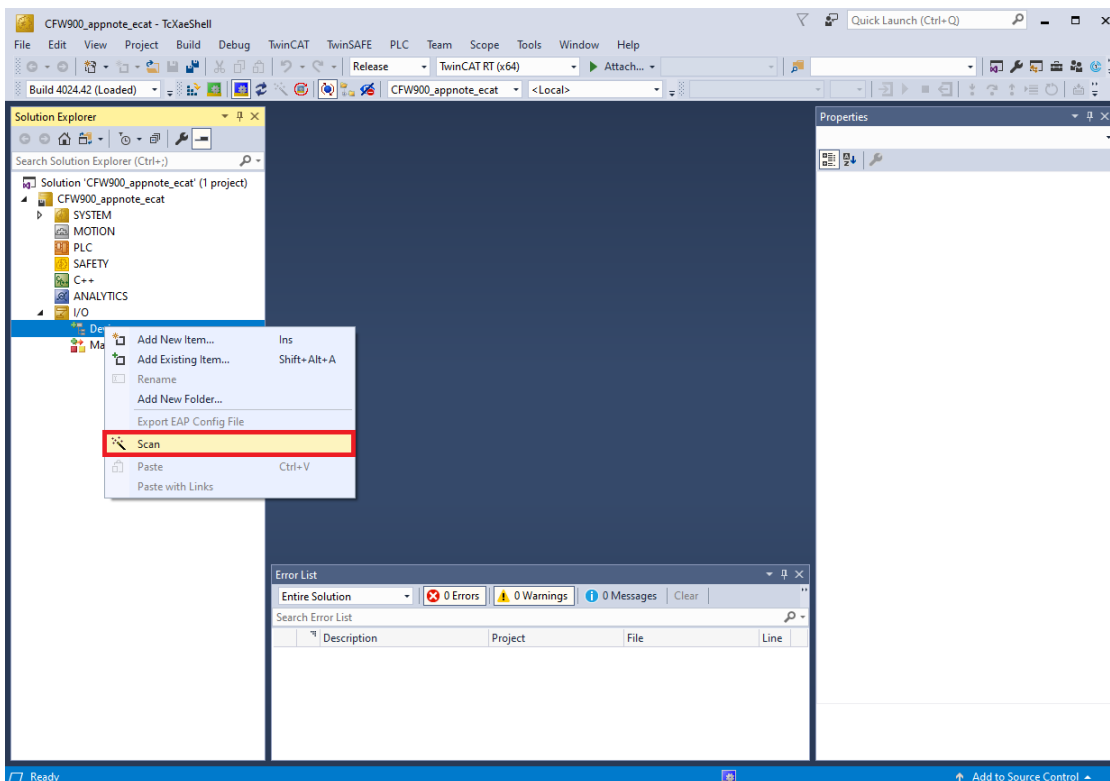 CFW900_appnote_ecat - TcXaeShell
Quick Launch (Ctrl+Q)
File Edit View Project Build Debug TwinCAT TwinSAFE PLC Team Scope Tools Window Help
Release TwinCAT RT (x64) Attach...
Build 4024.42 (Loaded) CFW900_appnote_ecat <Local>
Solution Explorer
Search Solution Explorer (Ctrl+;)
Solution 'CFW900_appnote_ecat' (1 project)
CFW900_appnote_ecat
SYSTEM
MOTION
PLC
SAFETY
C++
ANALYTICS
I/O
Dev
Ma
Add New Item... Ins
Add Existing Item... Shift+Alt+A
Rename
Add New Folder...
Export EAP Config File
Scan
Paste Ctrl+V
Paste with Links
Error List
Entire Solution 0 Errors 0 Warnings 0 Messages Clear
Search Error List
Description Project File Line
Properties
Ready Add to Source Control